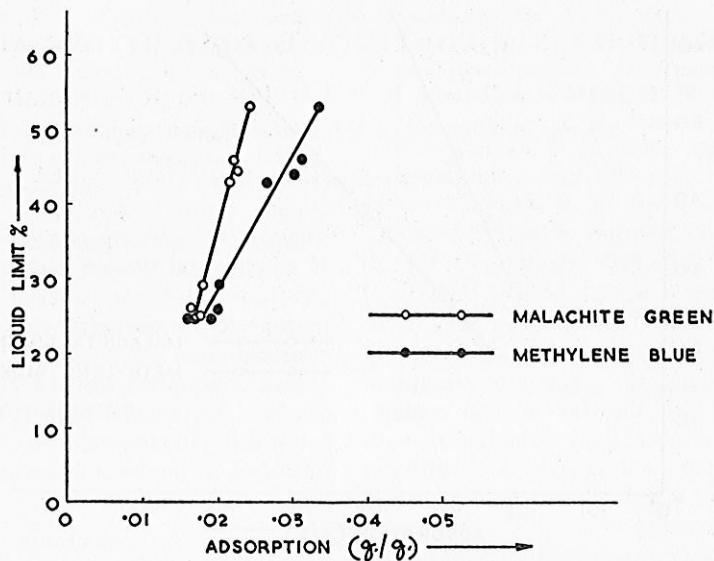 60
50
40
30
20
10
0
LIQUID LIMIT %
0 ·01 ·02 ·03 ·04 ·05
ADSORPTION (g./g.)
MALACHITE GREEN
METHYLENE BLUE